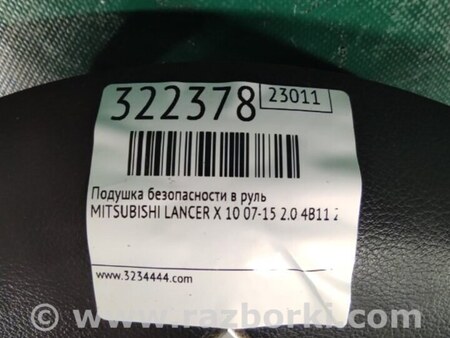 322378
23011
Подушка безопасности в руль
MITSUBISHI LANCER X 10 07-15 2.0 4B11 2
www.3234444.com
© www.razborki.com